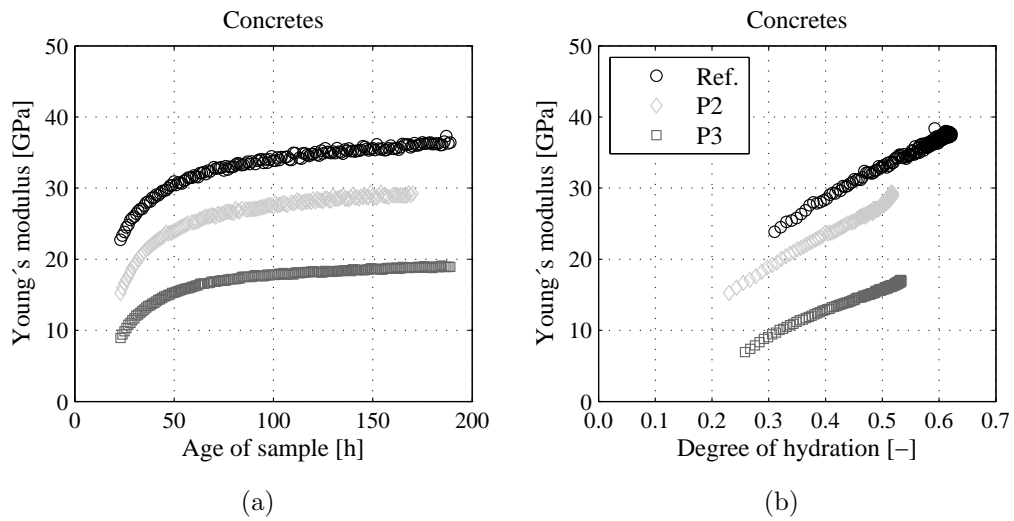 Concretes
Young´s modulus [GPa]
50
40
30
20
10
0
0 50 100 150 200
Age of sample [h]
(a)
Concretes
Young´s modulus [GPa]
50
40
30
20
10
0
Ref.
P2
P3
0.0 0.1 0.2 0.3 0.4 0.5 0.6 0.7
Degree of hydration [−]
(b)